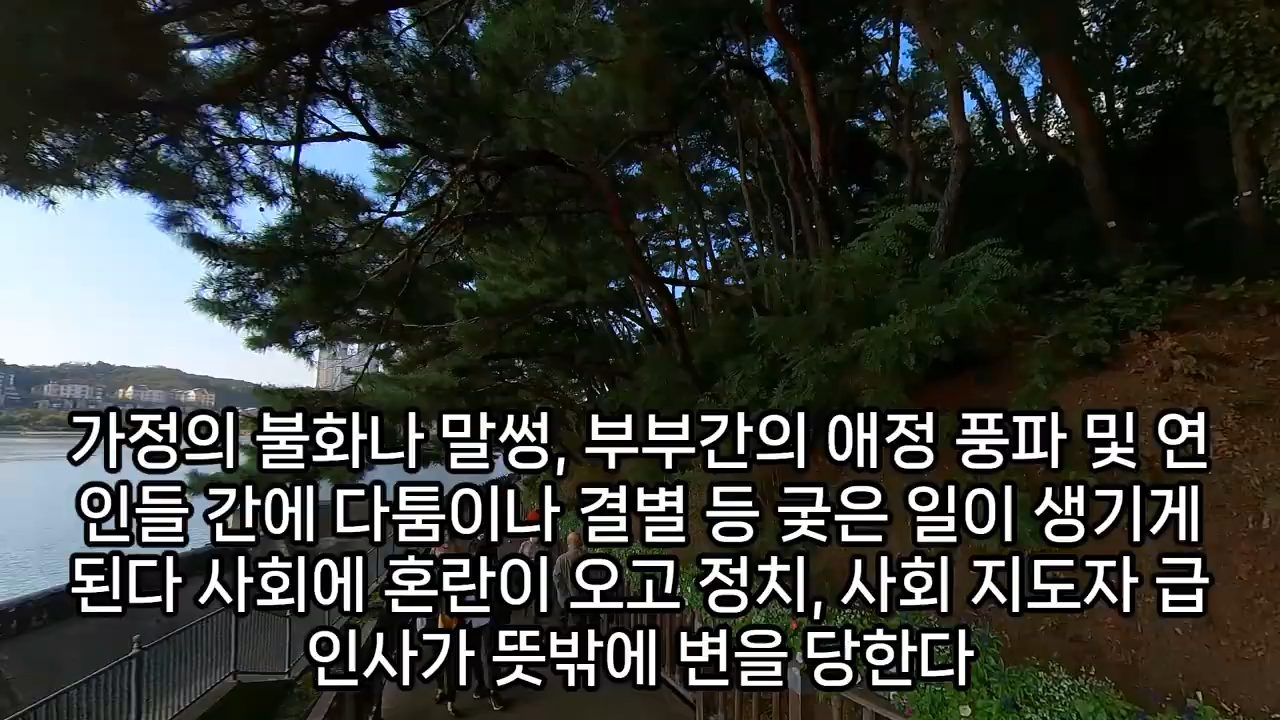 가정의 불화나 말썽, 부부간의 애정 풍파 및 연
인들 간에 다툼이나 결별 등 궂은 일이 생기게
된다 사회에 혼란이 오고 정치, 사회 지도자 급
인사가 뜻밖에 변을 당한다